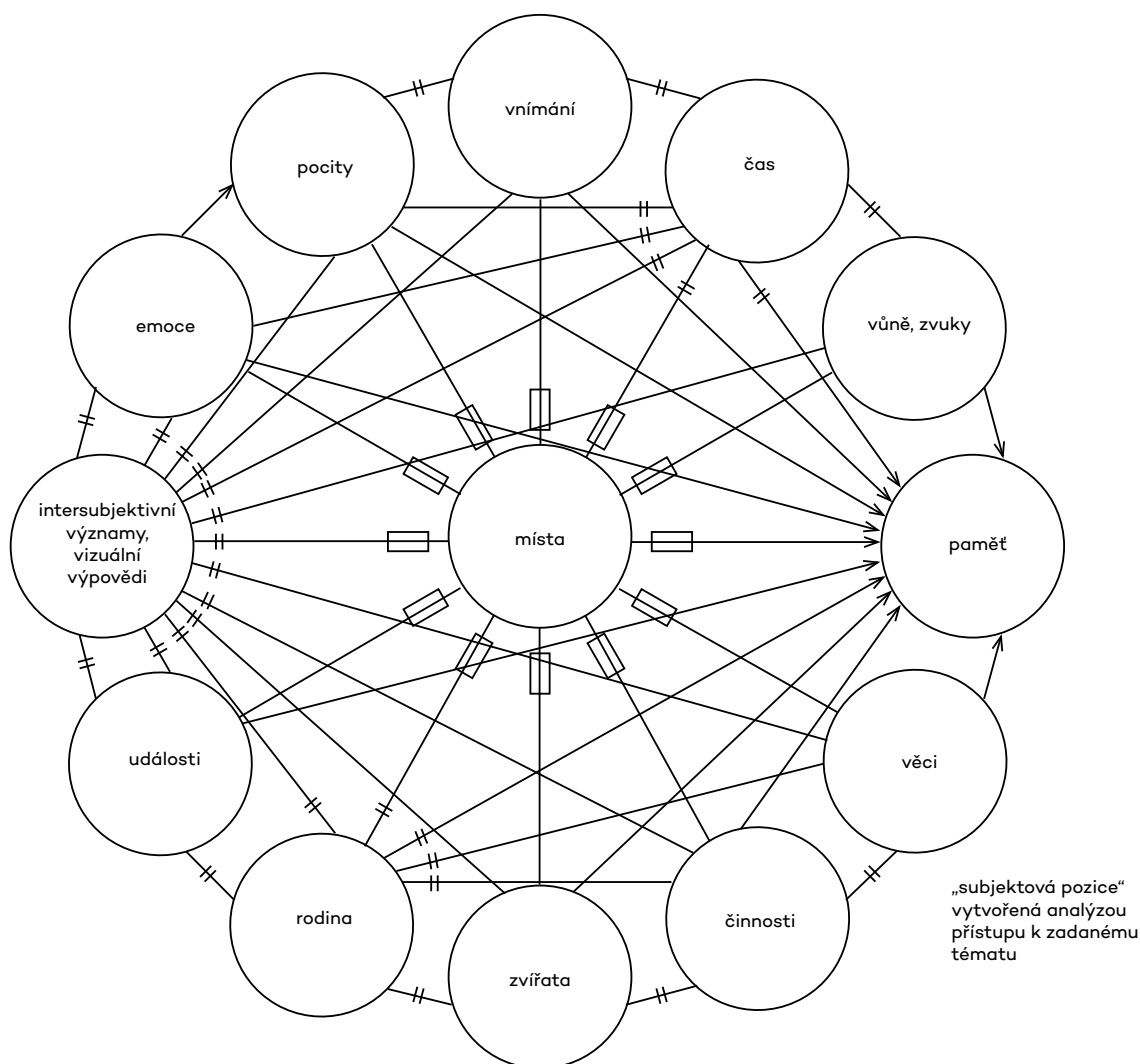 vnímání
pocity
čas
emoce
vůně, zvuky
intersubjektivní
významy,
vizuální
výpovědi
místa
paměť
události
věci
rodina
činnosti
zvířata
„subjektová pozice“
vytvořená analýzou
přístupu k zadanému
tématu